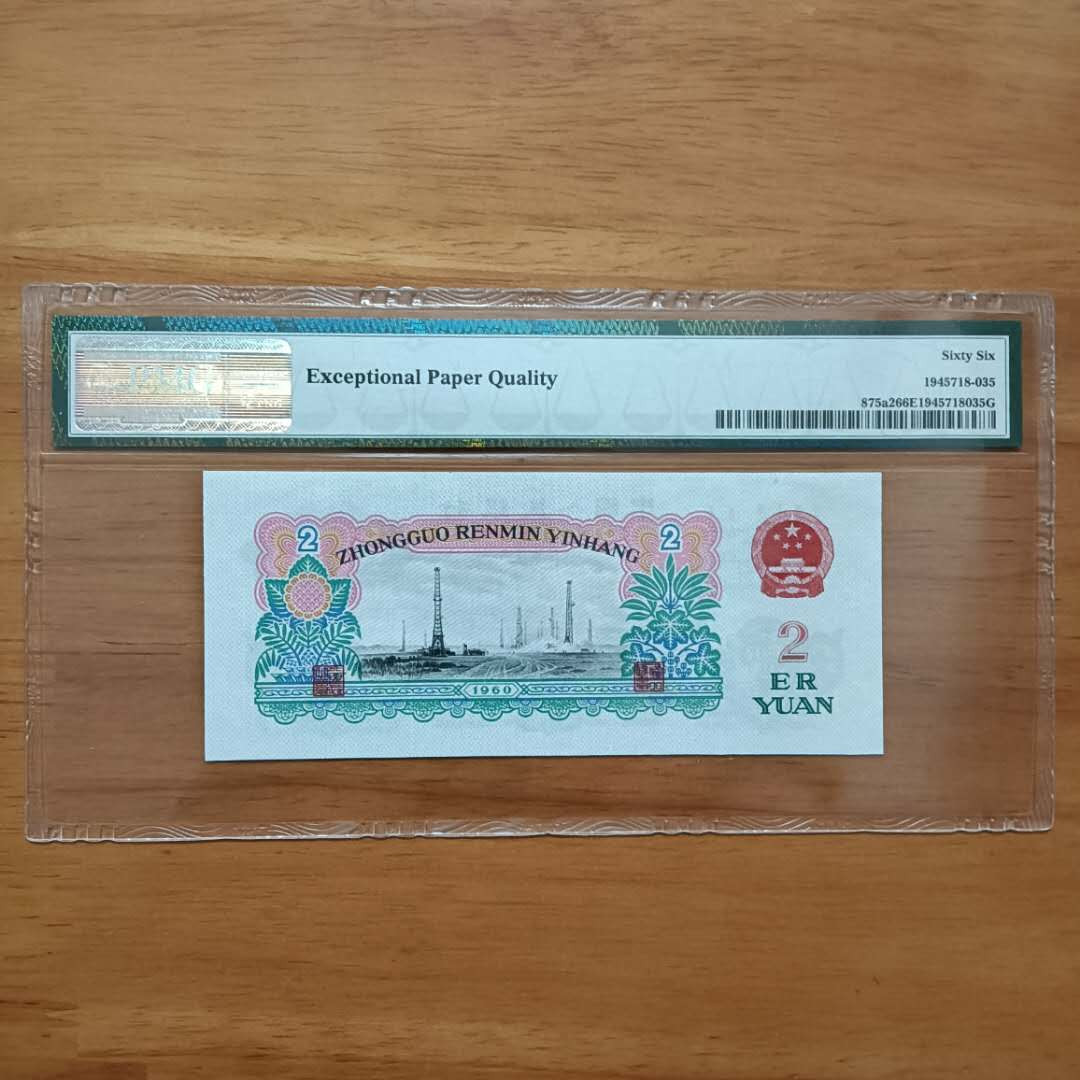 Exceptional Paper Quality
Sixty Six
1945718-035
875a266E1945718035G
2
ZHONGGUO RENMIN YINHANG
2
1960
2
ER
YUAN